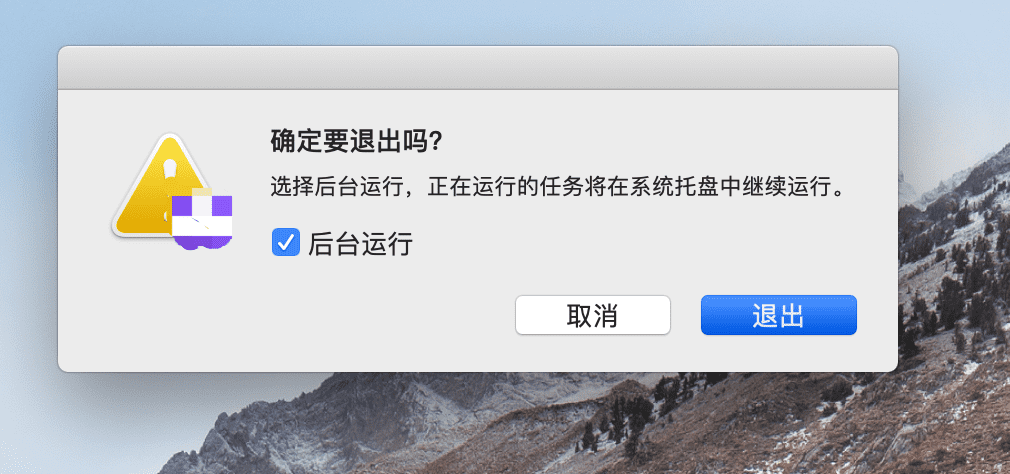 确定要退出吗?
选择后台运行，正在运行的任务将在系统托盘中继续运行。
后台运行
取消
退出